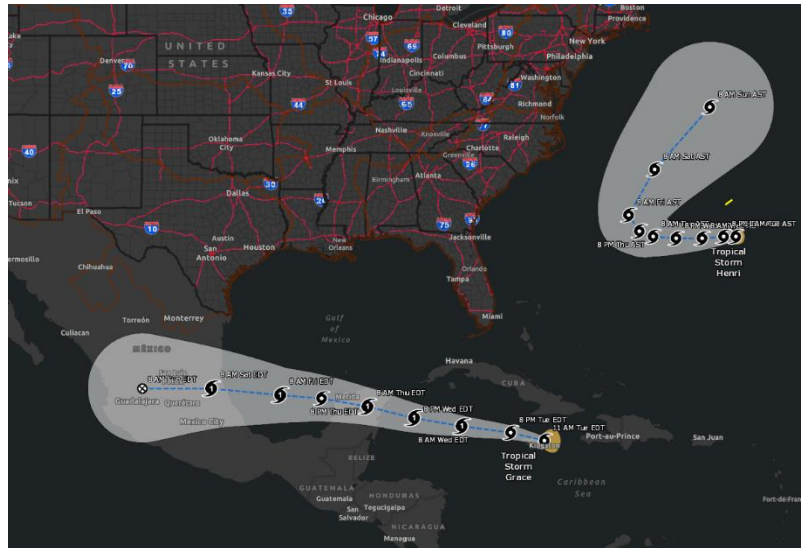 Detroit
Boston
Chicago
Cleveland
Providence
New York
Pittsburgh
Philadelphia
UNITED
STATES
Denver
Indianapolis
Columbus
Kansas City
St Louis
Cincinnati
Washington
Louisville
Richmond
Norfolk
Nashville
Knoxville
Raleigh
Oklahoma
City
Memphis
Greenville
Charlotte
Birmingham
Atlanta
Dallas
El Paso
Tucson
Austin
San
Antonio
Houston
New
Orleans
Jacksonville
Orlando
Tampa
Miami
Chihuahua
Monterrey
Torreón
Culiacan
Gulf
of
Mexico
Havana
CUBA
MÉXICO
Guadalajara
Querétaro
Mexico City
Merida
BELIZE
GUATEMALA
Guatemala
HONDURAS
San
Salvador
Tegucigalpa
NICARAGUA
Managua
Kingston
Port-au-Prince
San Juan
Caribbean
Sea
8 AM Sun AST
8 AM Sat AST
8 AM Fri AST
8 PM Thu AST
Tropical
Storm
Henri
8 AM Sat EDT
8 AM Fri EDT
8 PM Thu EDT
8 AM Thu EDT
8 PM Wed EDT
8 AM Wed EDT
8 PM Tue EDT
11 AM Tue EDT
Tropical
Storm
Grace